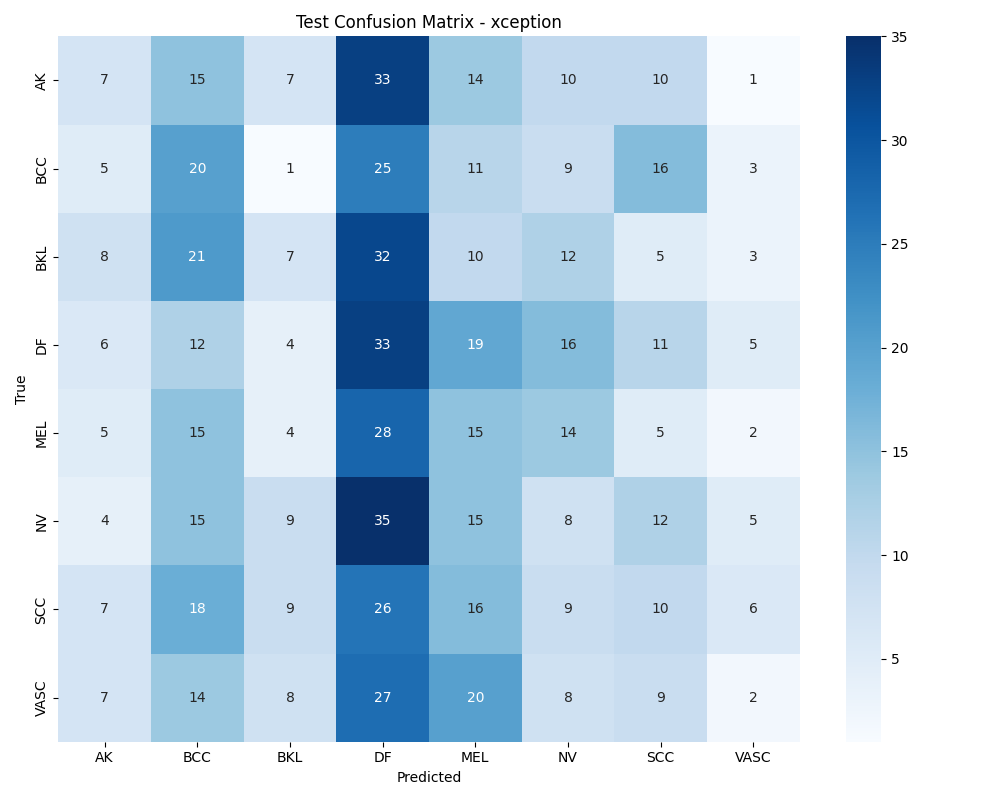 Test Confusion Matrix - xception
AK 7 15 7 33 14 10 10 1
BCC 5 20 1 25 11 9 16 3
BKL 8 21 7 32 10 12 5 3
DF 6 12 4 33 19 16 11 5
MEL 5 15 4 28 15 14 5 2
NV 4 15 9 35 15 8 12 5
SCC 7 18 9 26 16 9 10 6
VASC 7 14 8 27 20 8 9 2
AK BCC BKL DF MEL NV SCC VASC
Predicted
True
35
30
25
20
15
10
5